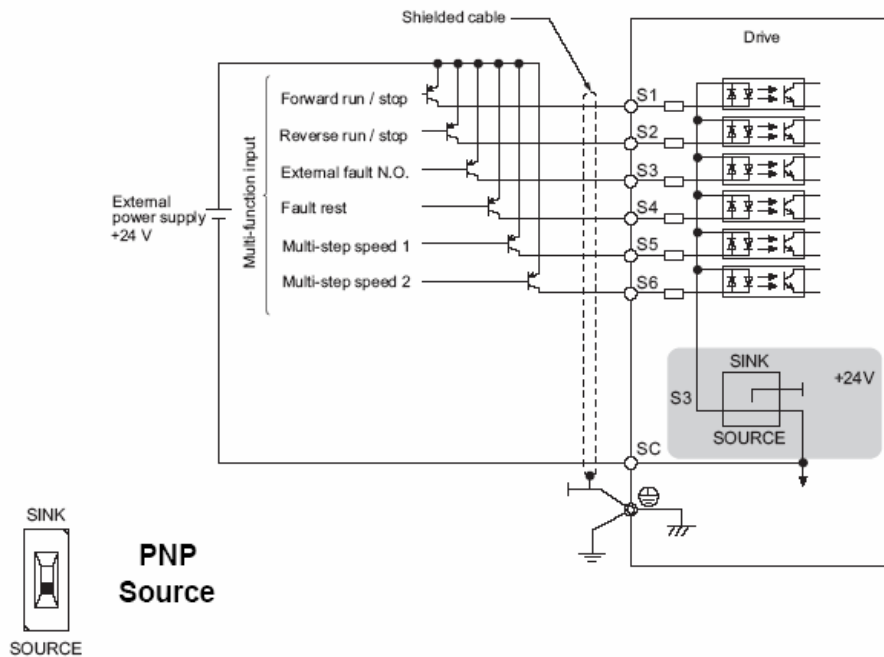 Shielded cable
Drive
Forward run / stop
S1
Reverse run / stop
S2
External fault N.O.
S3
External
power supply
+24 V
Multi-function input
Fault rest
S4
Multi-step speed 1
S5
Multi-step speed 2
S6
SINK
+24V
S3
SOURCE
SC
SINK
PNP
Source
SOURCE